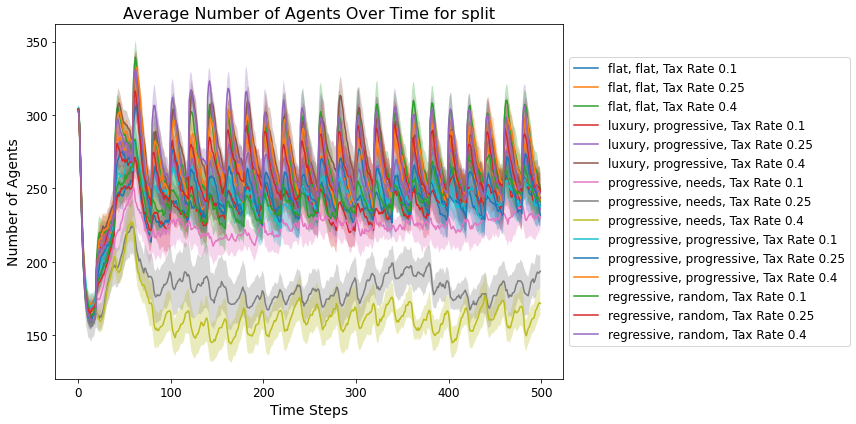 Average Number of Agents Over Time for split
350
300
250
200
150
Number of Agents
0
100
200
300
400
500
Time Steps
flat, flat, Tax Rate 0.1
flat, flat, Tax Rate 0.25
flat, flat, Tax Rate 0.4
luxury, progressive, Tax Rate 0.1
luxury, progressive, Tax Rate 0.25
luxury, progressive, Tax Rate 0.4
progressive, needs, Tax Rate 0.1
progressive, needs, Tax Rate 0.25
progressive, needs, Tax Rate 0.4
progressive, progressive, Tax Rate 0.1
progressive, progressive, Tax Rate 0.25
progressive, progressive, Tax Rate 0.4
regressive, random, Tax Rate 0.1
regressive, random, Tax Rate 0.25
regressive, random, Tax Rate 0.4